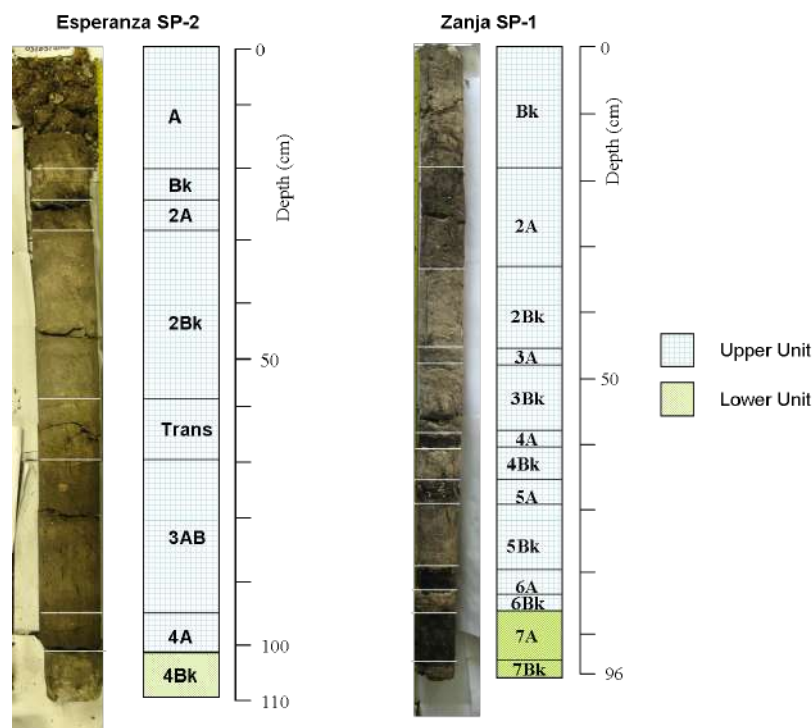 Esperanza SP-2
Zanja SP-1
A
Bk
2A
2Bk
Trans
3AB
4A
4Bk
0
50
100
110
Depth (cm)
Bk
2A
2Bk
3A
3Bk
4A
4Bk
5A
5Bk
6A
6Bk
7A
7Bk
0
50
96
Depth (cm)
Upper Unit
Lower Unit